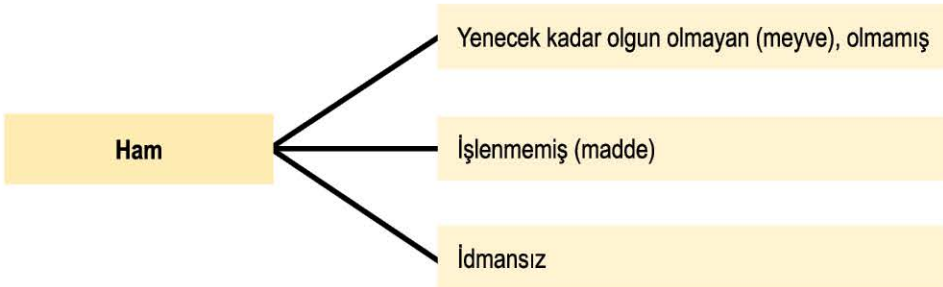 Ham
Yenecek kadar olgun olmayan (meyve), olmamış
İşlenmemiş (madde)
İdmansız